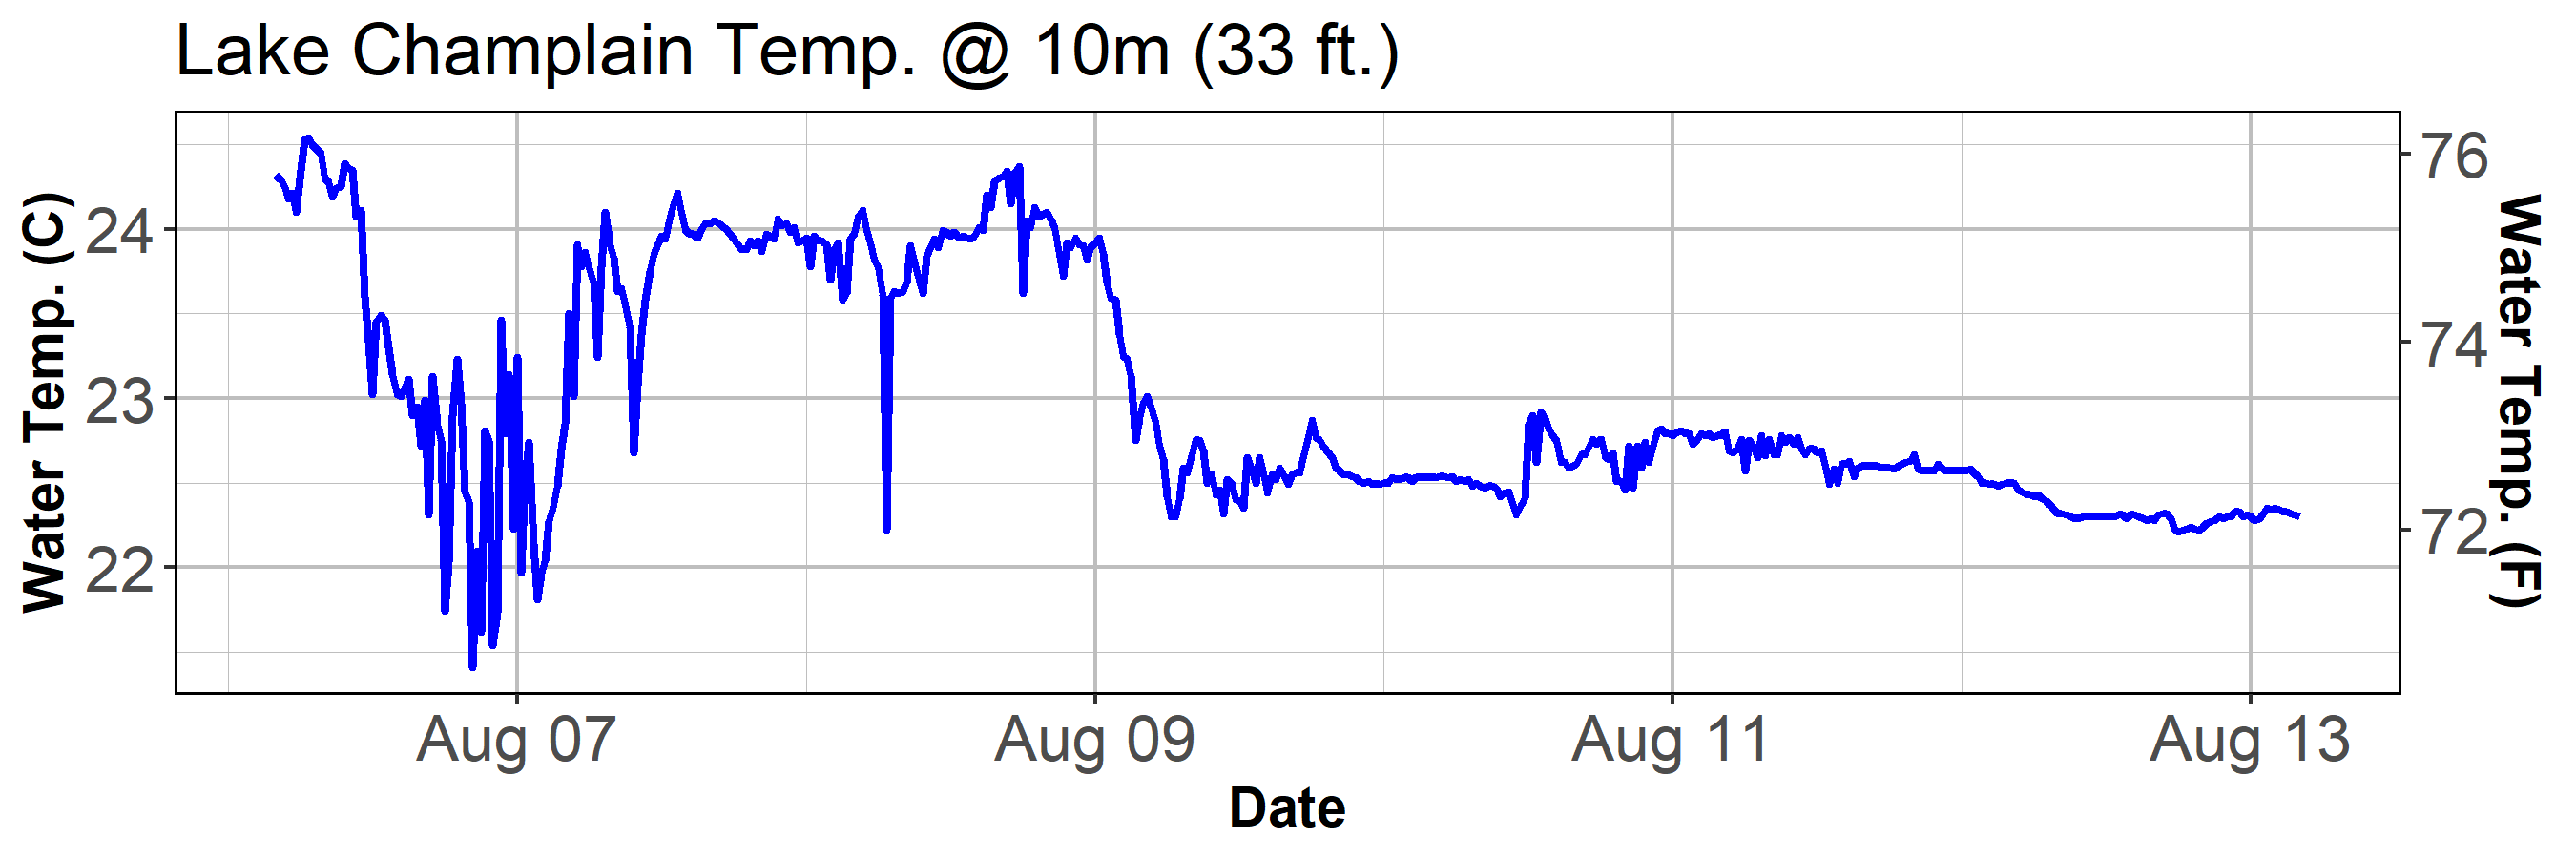 Lake Champlain Temp. @ 10m (33 ft.)
Water Temp. (C)
24
23
22
76
74
72
Water Temp. (F)
Aug 07
Aug 09
Aug 11
Aug 13
Date